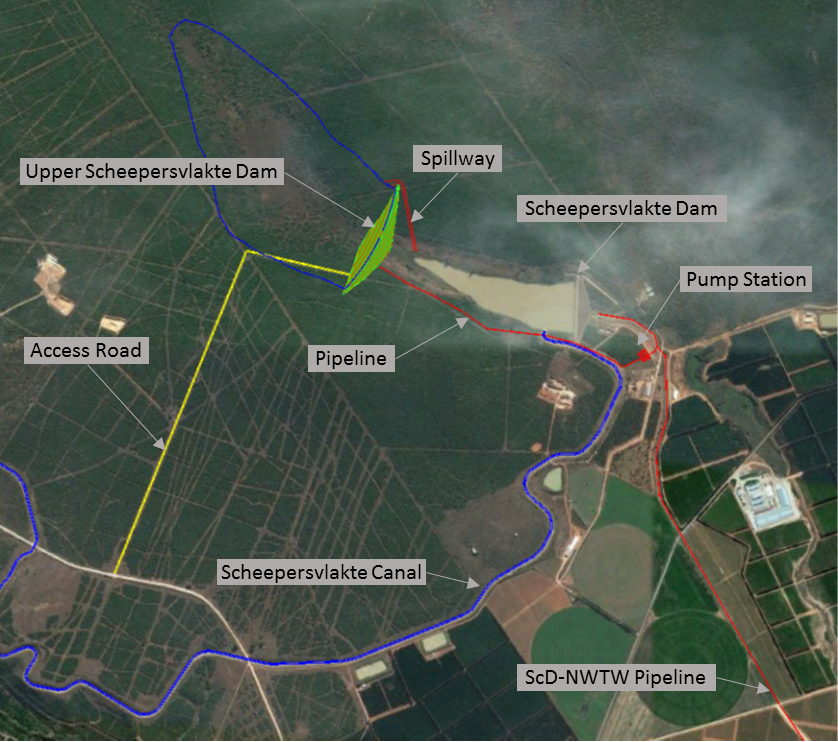 Spillway
Upper Scheepersvlakte Dam
Scheepersvlakte Dam
Pump Station
Access Road
Pipeline
Scheepersvlakte Canal
ScD-NWTW Pipeline